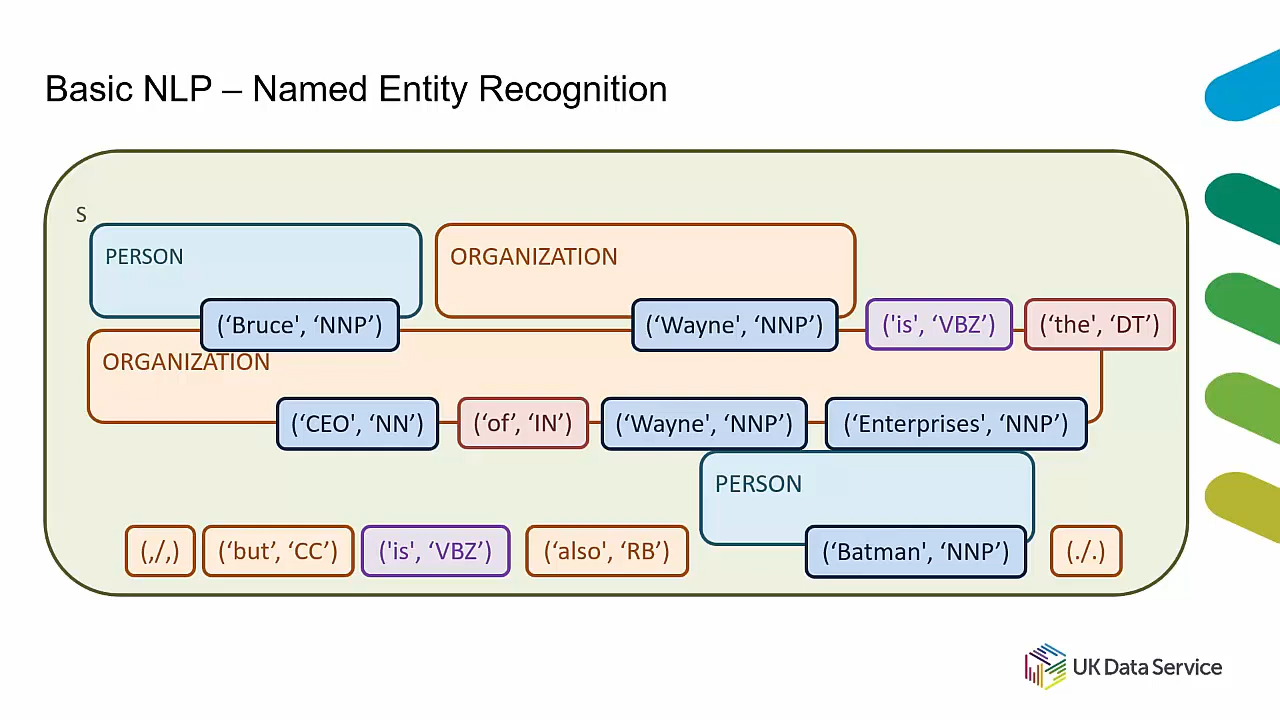 Basic NLP – Named Entity Recognition
S
PERSON
ORGANIZATION
(‘Bruce', ‘NNP’)
(‘Wayne', ‘NNP’)
('is', ‘VBZ’)
(‘the', ‘DT’)
ORGANIZATION
(‘CEO', ‘NN’)
(‘of’, ‘IN’)
(‘Wayne', ‘NNP’)
(‘Enterprises', ‘NNP’)
PERSON
(,/,)
(‘but’, ‘CC’)
('is', ‘VBZ’)
(‘also', ‘RB’)
(‘Batman', ‘NNP’)
(./.)
UK Data Service